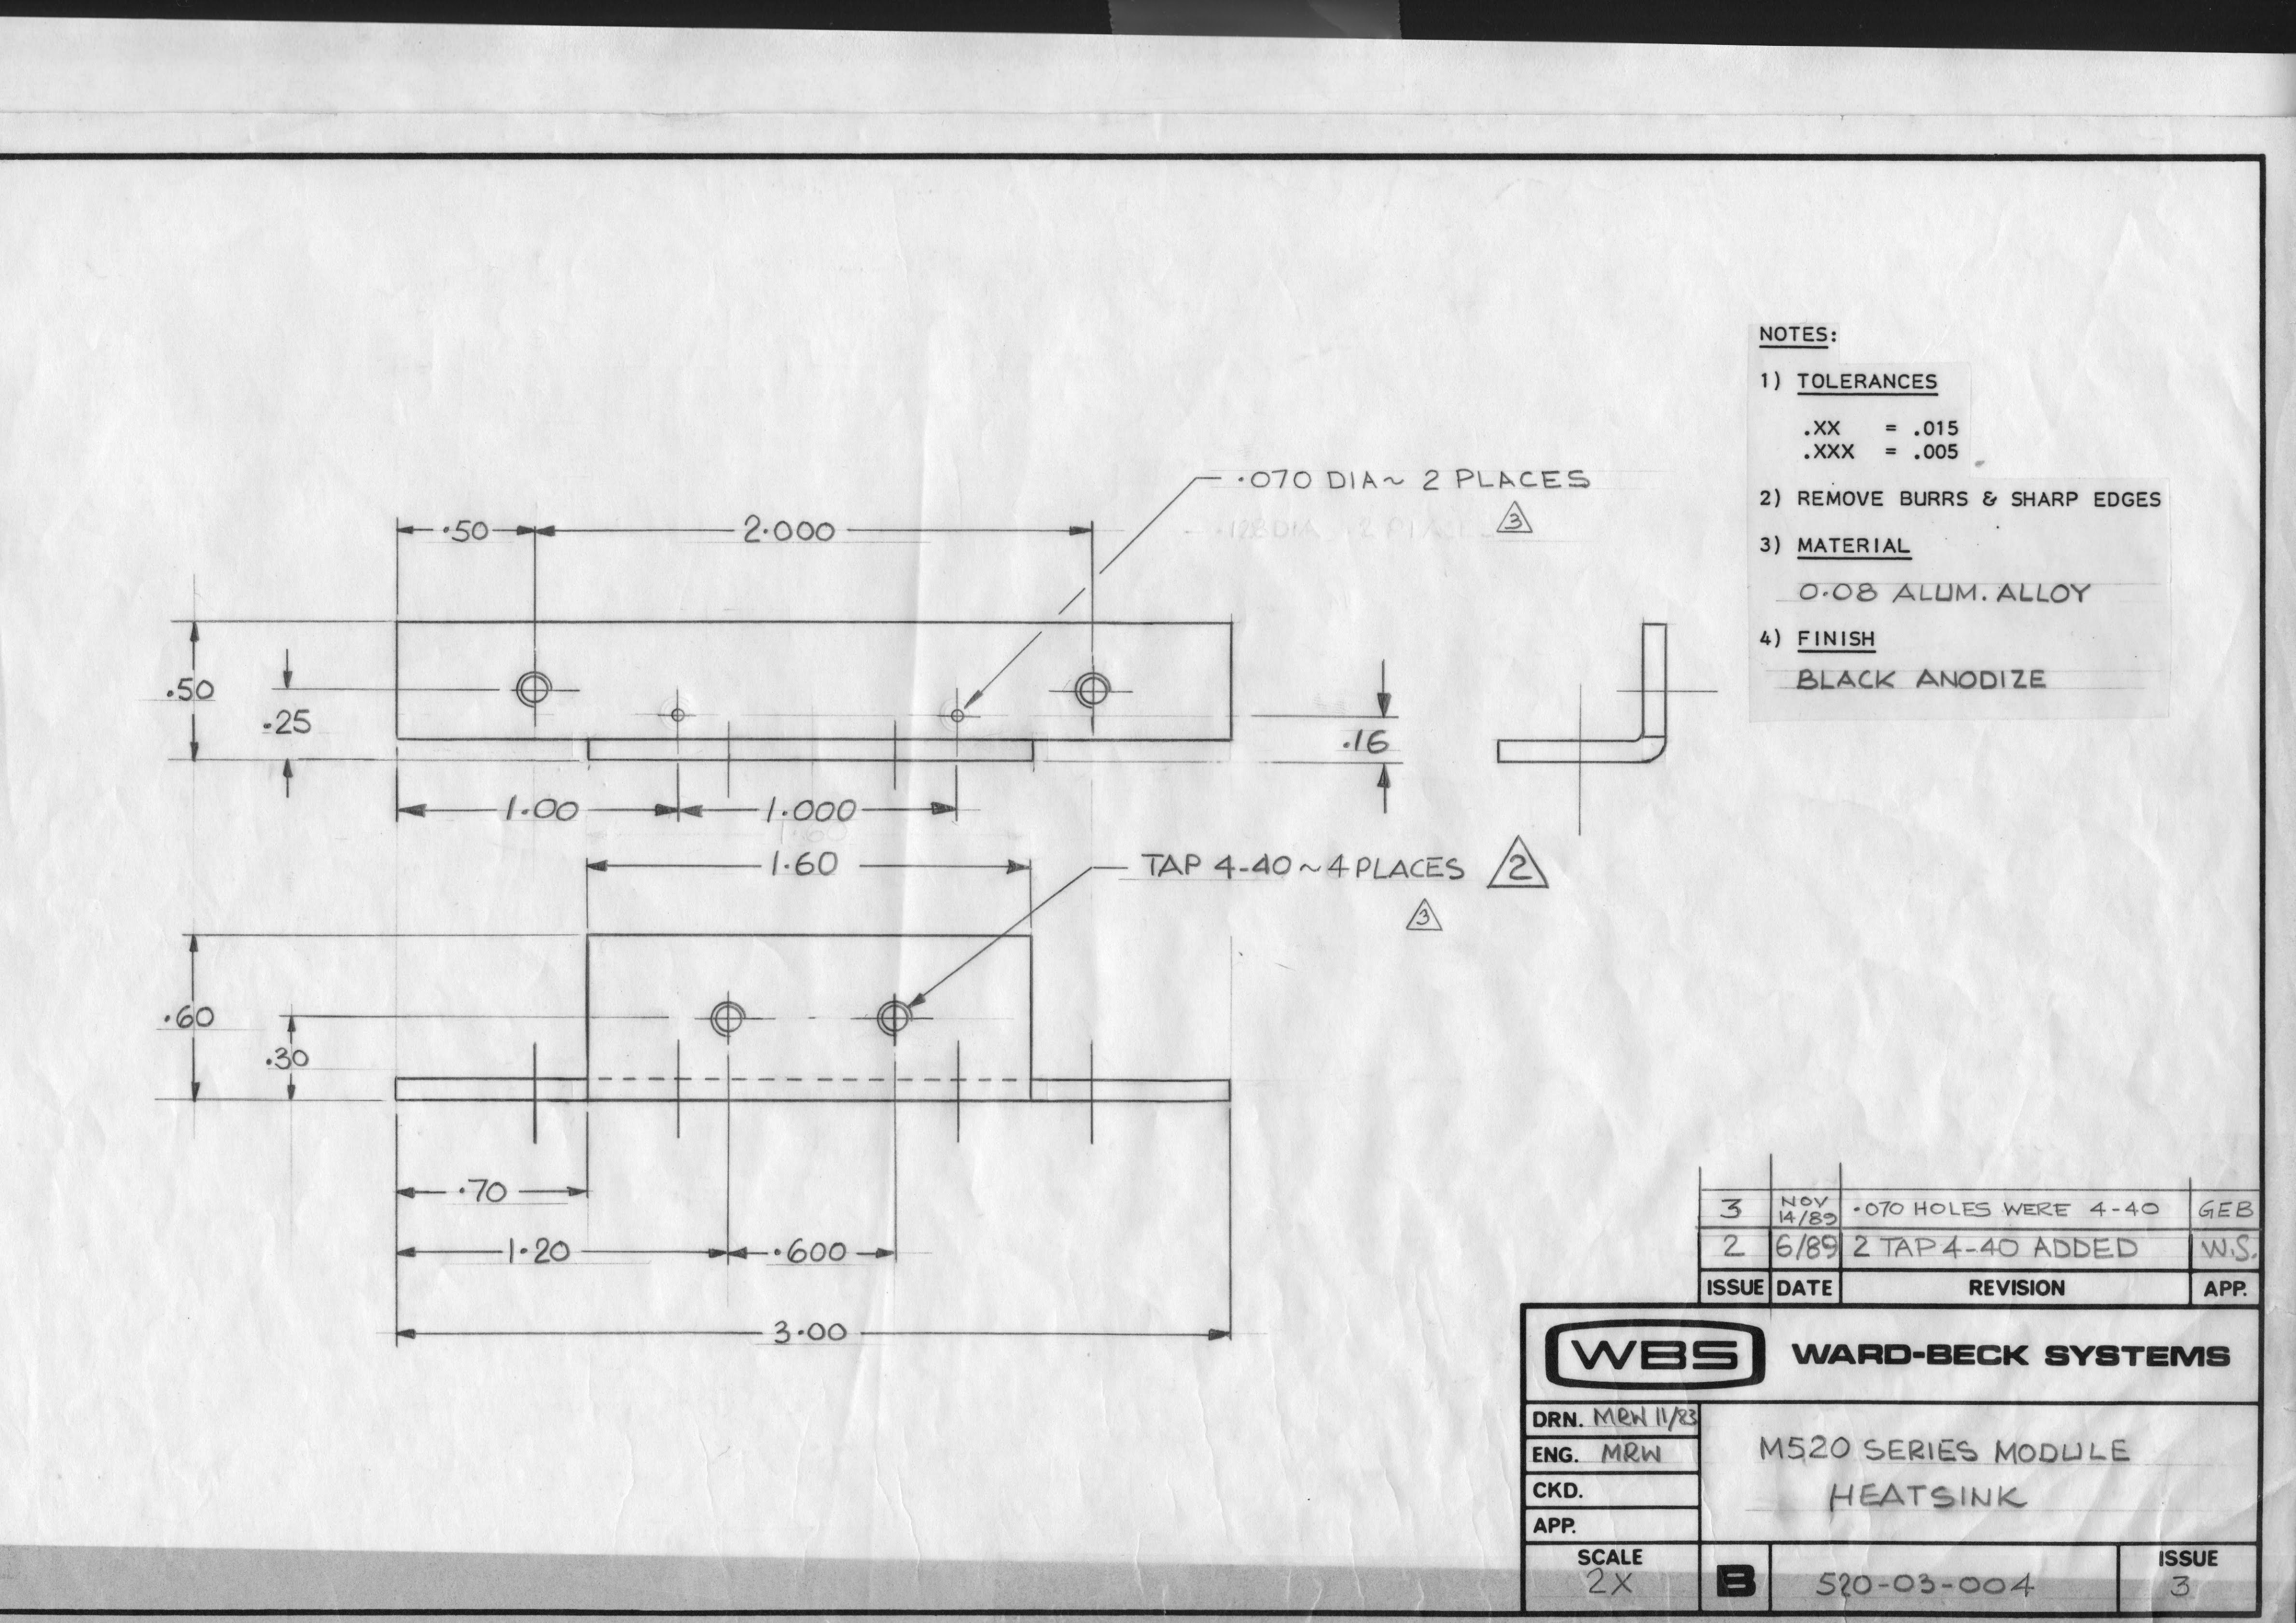 NOTES:
1) TOLERANCES
.XX = .015
.XXX = .005
2) REMOVE BURRS & SHARP EDGES
3) MATERIAL
0.08 ALUM. ALLOY
4) FINISH
BLACK ANODIZE
.070 DIA~ 2 PLACES
3
.50
2.000
.50
.25
.16
1.00
1.000
1.60
TAP 4-40~4 PLACES 2
3
.60
.30
.70
1.20
.600
3.00
3 NOV 14/89 .070 HOLES WERE 4-40 GEB
2 6/89 2 TAP 4-40 ADDED W.S.
ISSUE DATE REVISION APP.
WBS WARD-BECK SYSTEMS
DRN. MRW 11/83
ENG. MRW
CKD.
APP.
M520 SERIES MODULE
HEATSINK
SCALE
2X
B
520-03-004
ISSUE
3